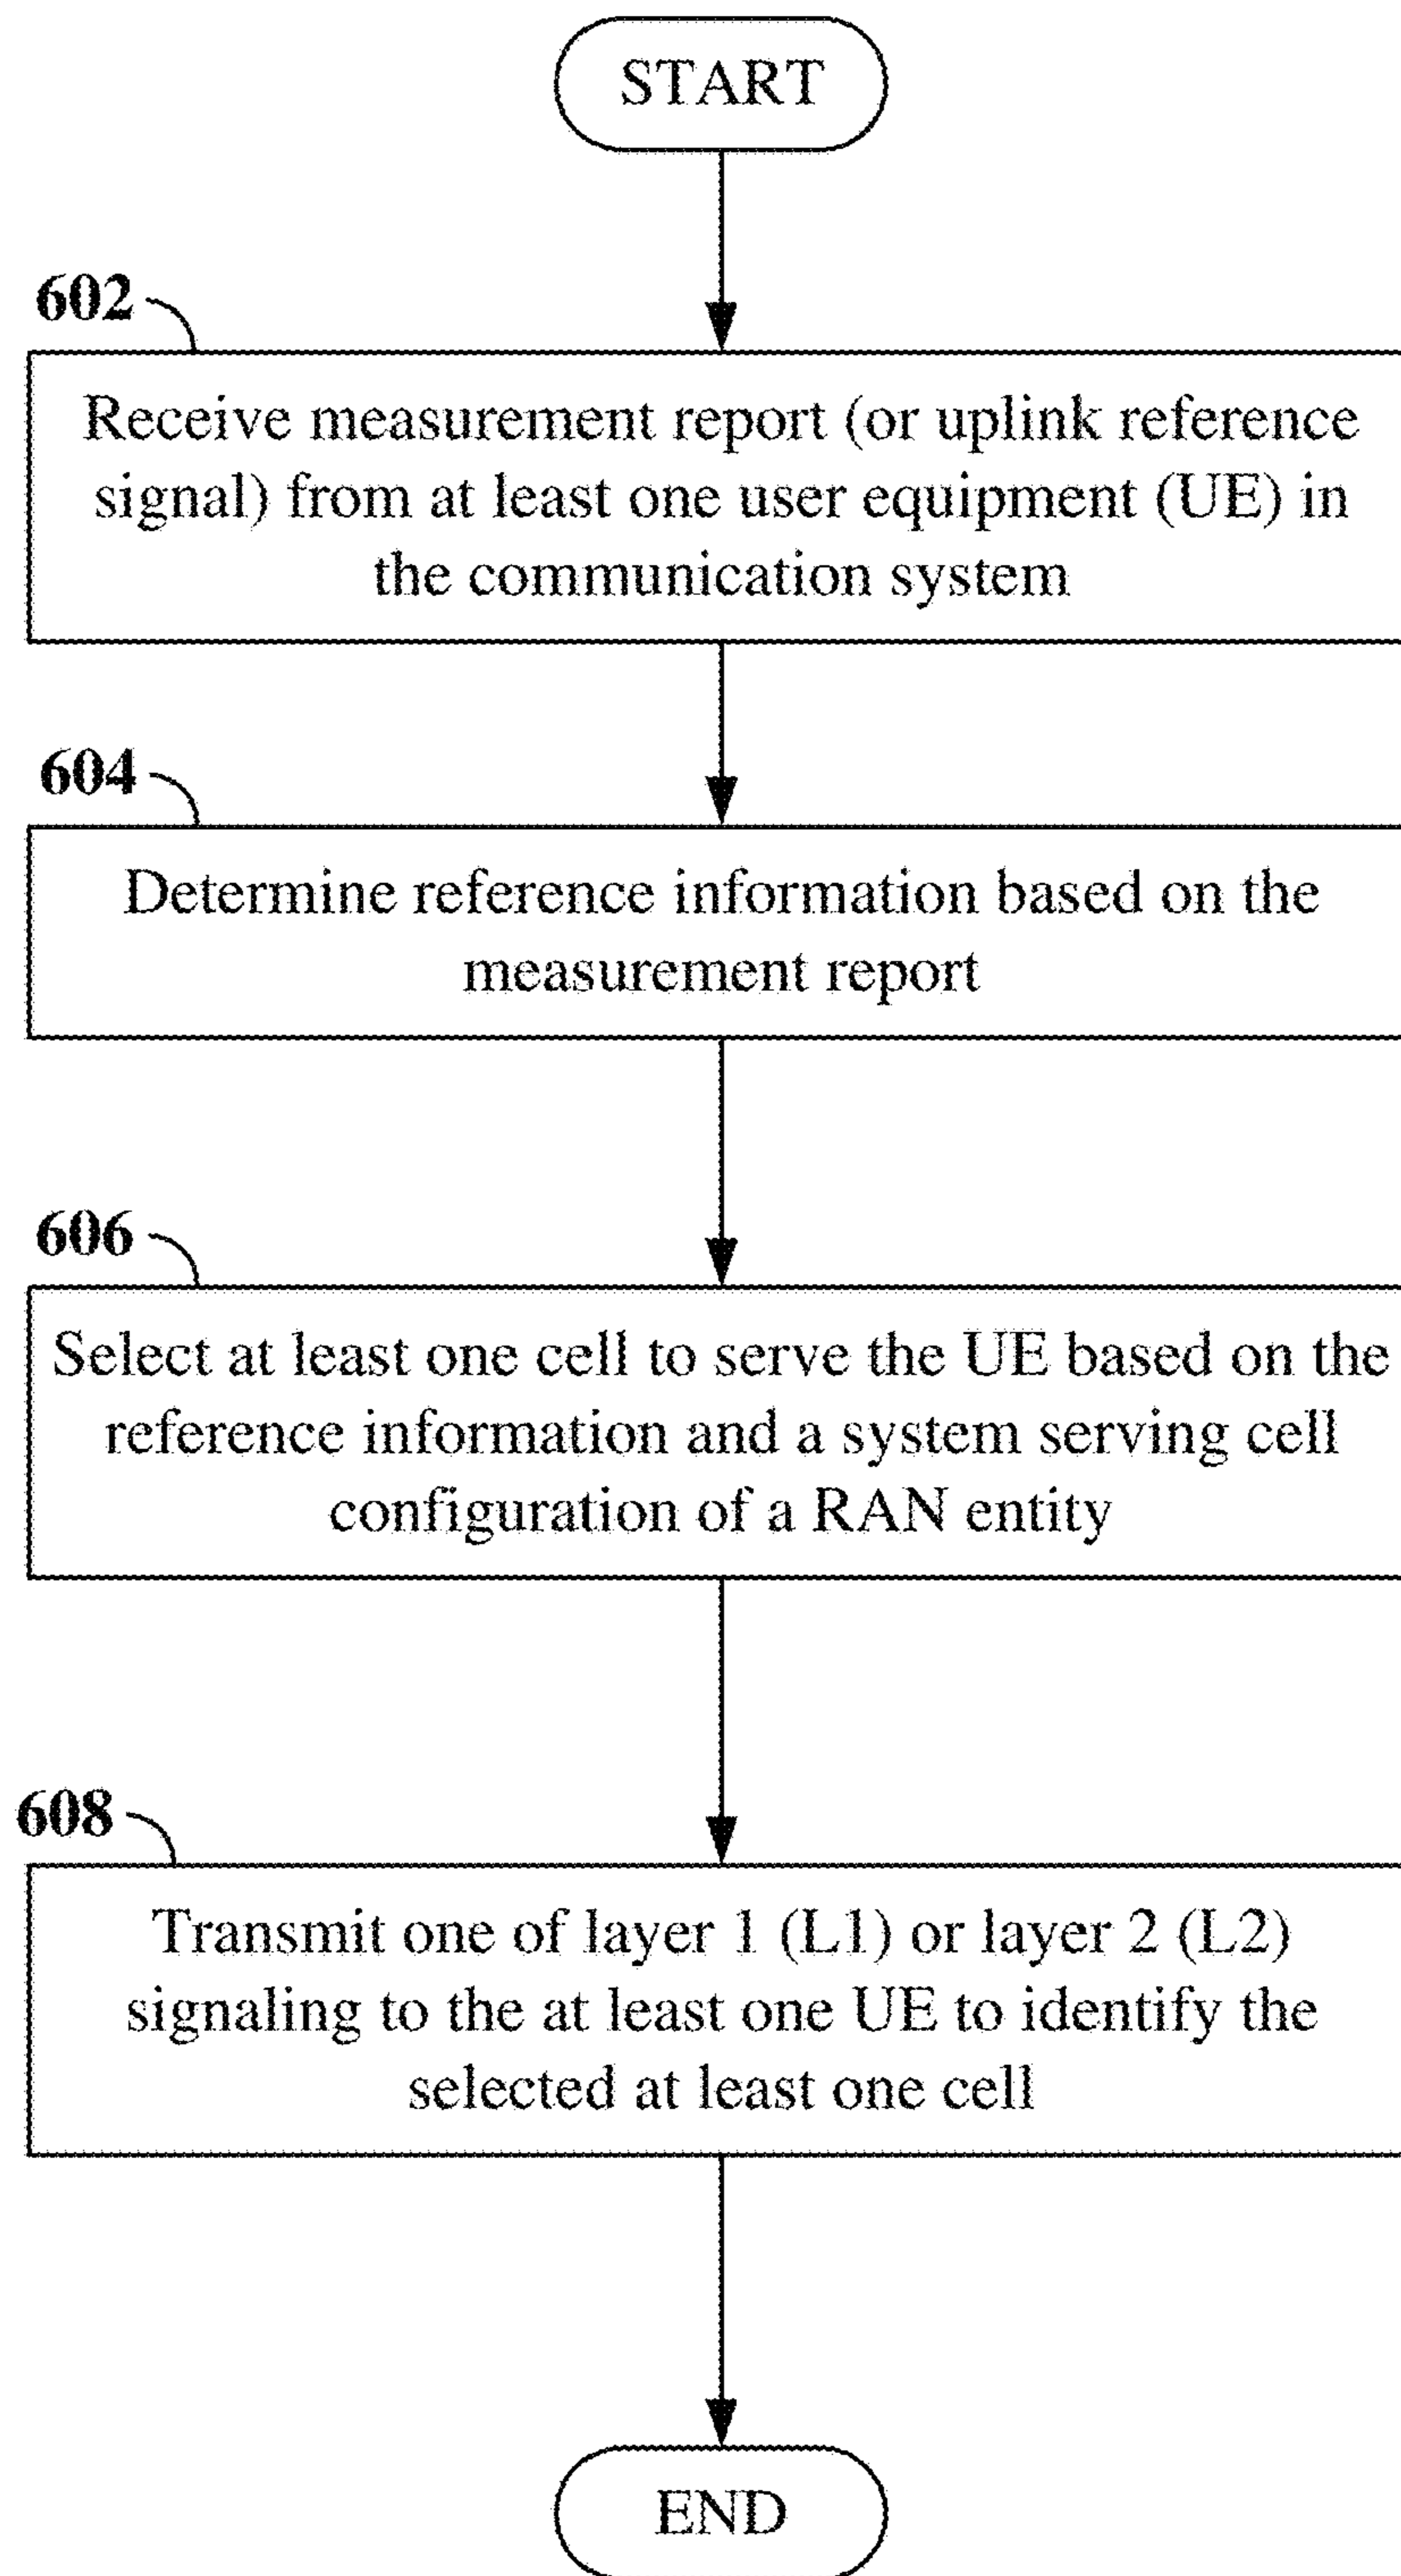 START
602
Receive measurement report (or uplink reference
signal) from at least one user equipment (UE) in
the communication system
604
Determine reference information based on the
measurement report
606
Select at least one cell to serve the UE based on the
reference information and a system serving cell
configuration of a RAN entity
608
Transmit one of layer 1 (L1) or layer 2 (L2)
signaling to the at least one UE to identify the
selected at least one cell
END